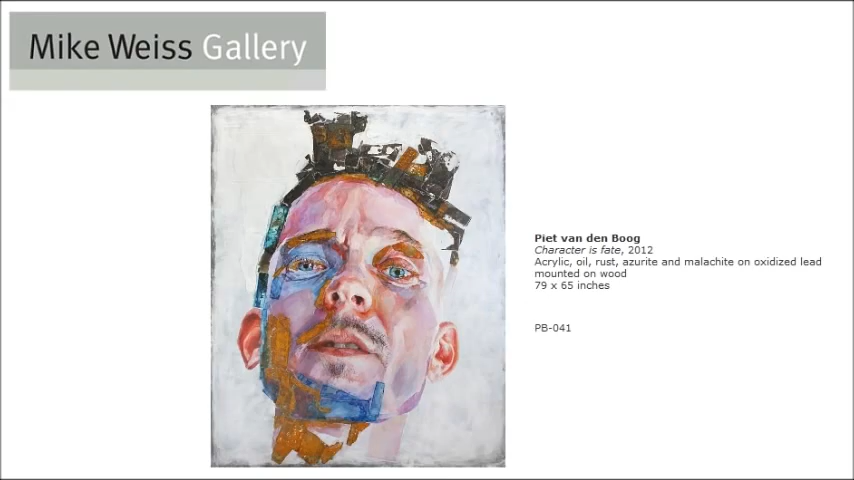 Mike Weiss Gallery
Piet van den Boog
Character is fate, 2012
Acrylic, oil, rust, azurite and malachite on oxidized lead
mounted on wood
79 x 65 inches
PB-041